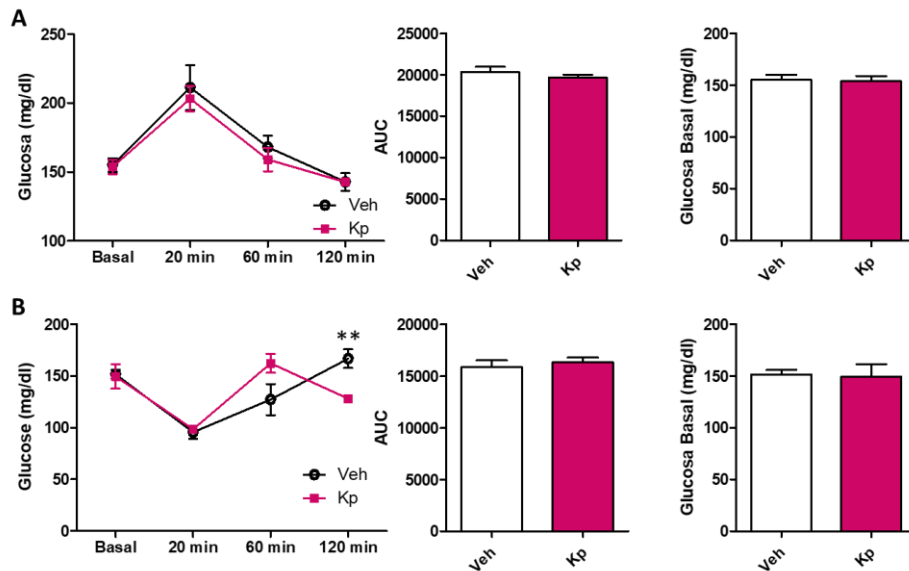 A
Glucosa (mg/dl)
250
200
150
100
Basal 20 min 60 min 120 min
Veh
Kp
AUC
25000
20000
15000
10000
5000
0
Veh Kp
Glucosa Basal (mg/dl)
200
150
100
50
0
Veh Kp
B
Glucose (mg/dl)
200
150
100
50
0
Basal 20 min 60 min 120 min
**
Veh
Kp
AUC
20000
15000
10000
5000
0
Veh Kp
Glucosa Basal (mg/dl)
200
150
100
50
0
Veh Kp